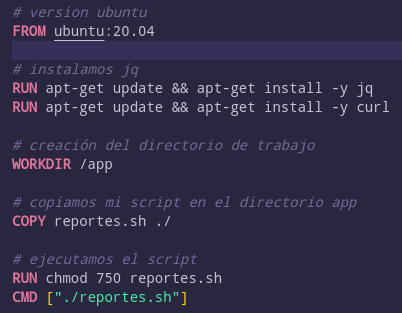 # version ubuntu
FROM ubuntu:20.04
# instalamos jq
RUN apt-get update && apt-get install -y jq
RUN apt-get update && apt-get install -y curl
# creación del directorio de trabajo
WORKDIR /app
# copiamos mi script en el directorio app
COPY reportes.sh ./
# ejecutamos el script
RUN chmod 750 reportes.sh
CMD ["./reportes.sh"]